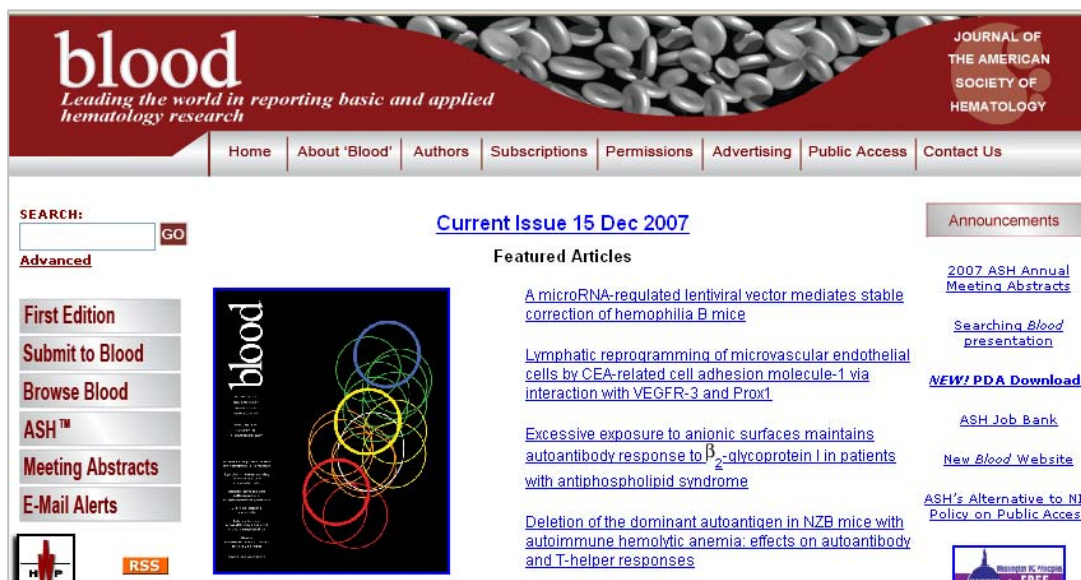 blood
Leading the world in reporting basic and applied
hematology research
JOURNAL OF
THE AMERICAN
SOCIETY OF
HEMATOLOGY
Home
About 'Blood'
Authors
Subscriptions
Permissions
Advertising
Public Access
Contact Us
SEARCH:
GO
Advanced
First Edition
Submit to Blood
Browse Blood
ASH™
Meeting Abstracts
E-Mail Alerts
RSS
Current Issue 15 Dec 2007
Featured Articles
blood
A microRNA-regulated lentiviral vector mediates stable
correction of hemophilia B mice
Lymphatic reprogramming of microvascular endothelial
cells by CEA-related cell adhesion molecule-1 via
interaction with VEGFR-3 and Prox1
Excessive exposure to anionic surfaces maintains
autoantibody response to β2-glycoprotein I in patients
with antiphospholipid syndrome
Deletion of the dominant autoantigen in NZB mice with
autoimmune hemolytic anemia: effects on autoantibody
and T-helper responses
Announcements
2007 ASH Annual
Meeting Abstracts
Searching Blood
presentation
NEW! PDA Download
ASH Job Bank
New Blood Website
ASH's Alternative to
Policy on Public
Washington DC Principles
FREE